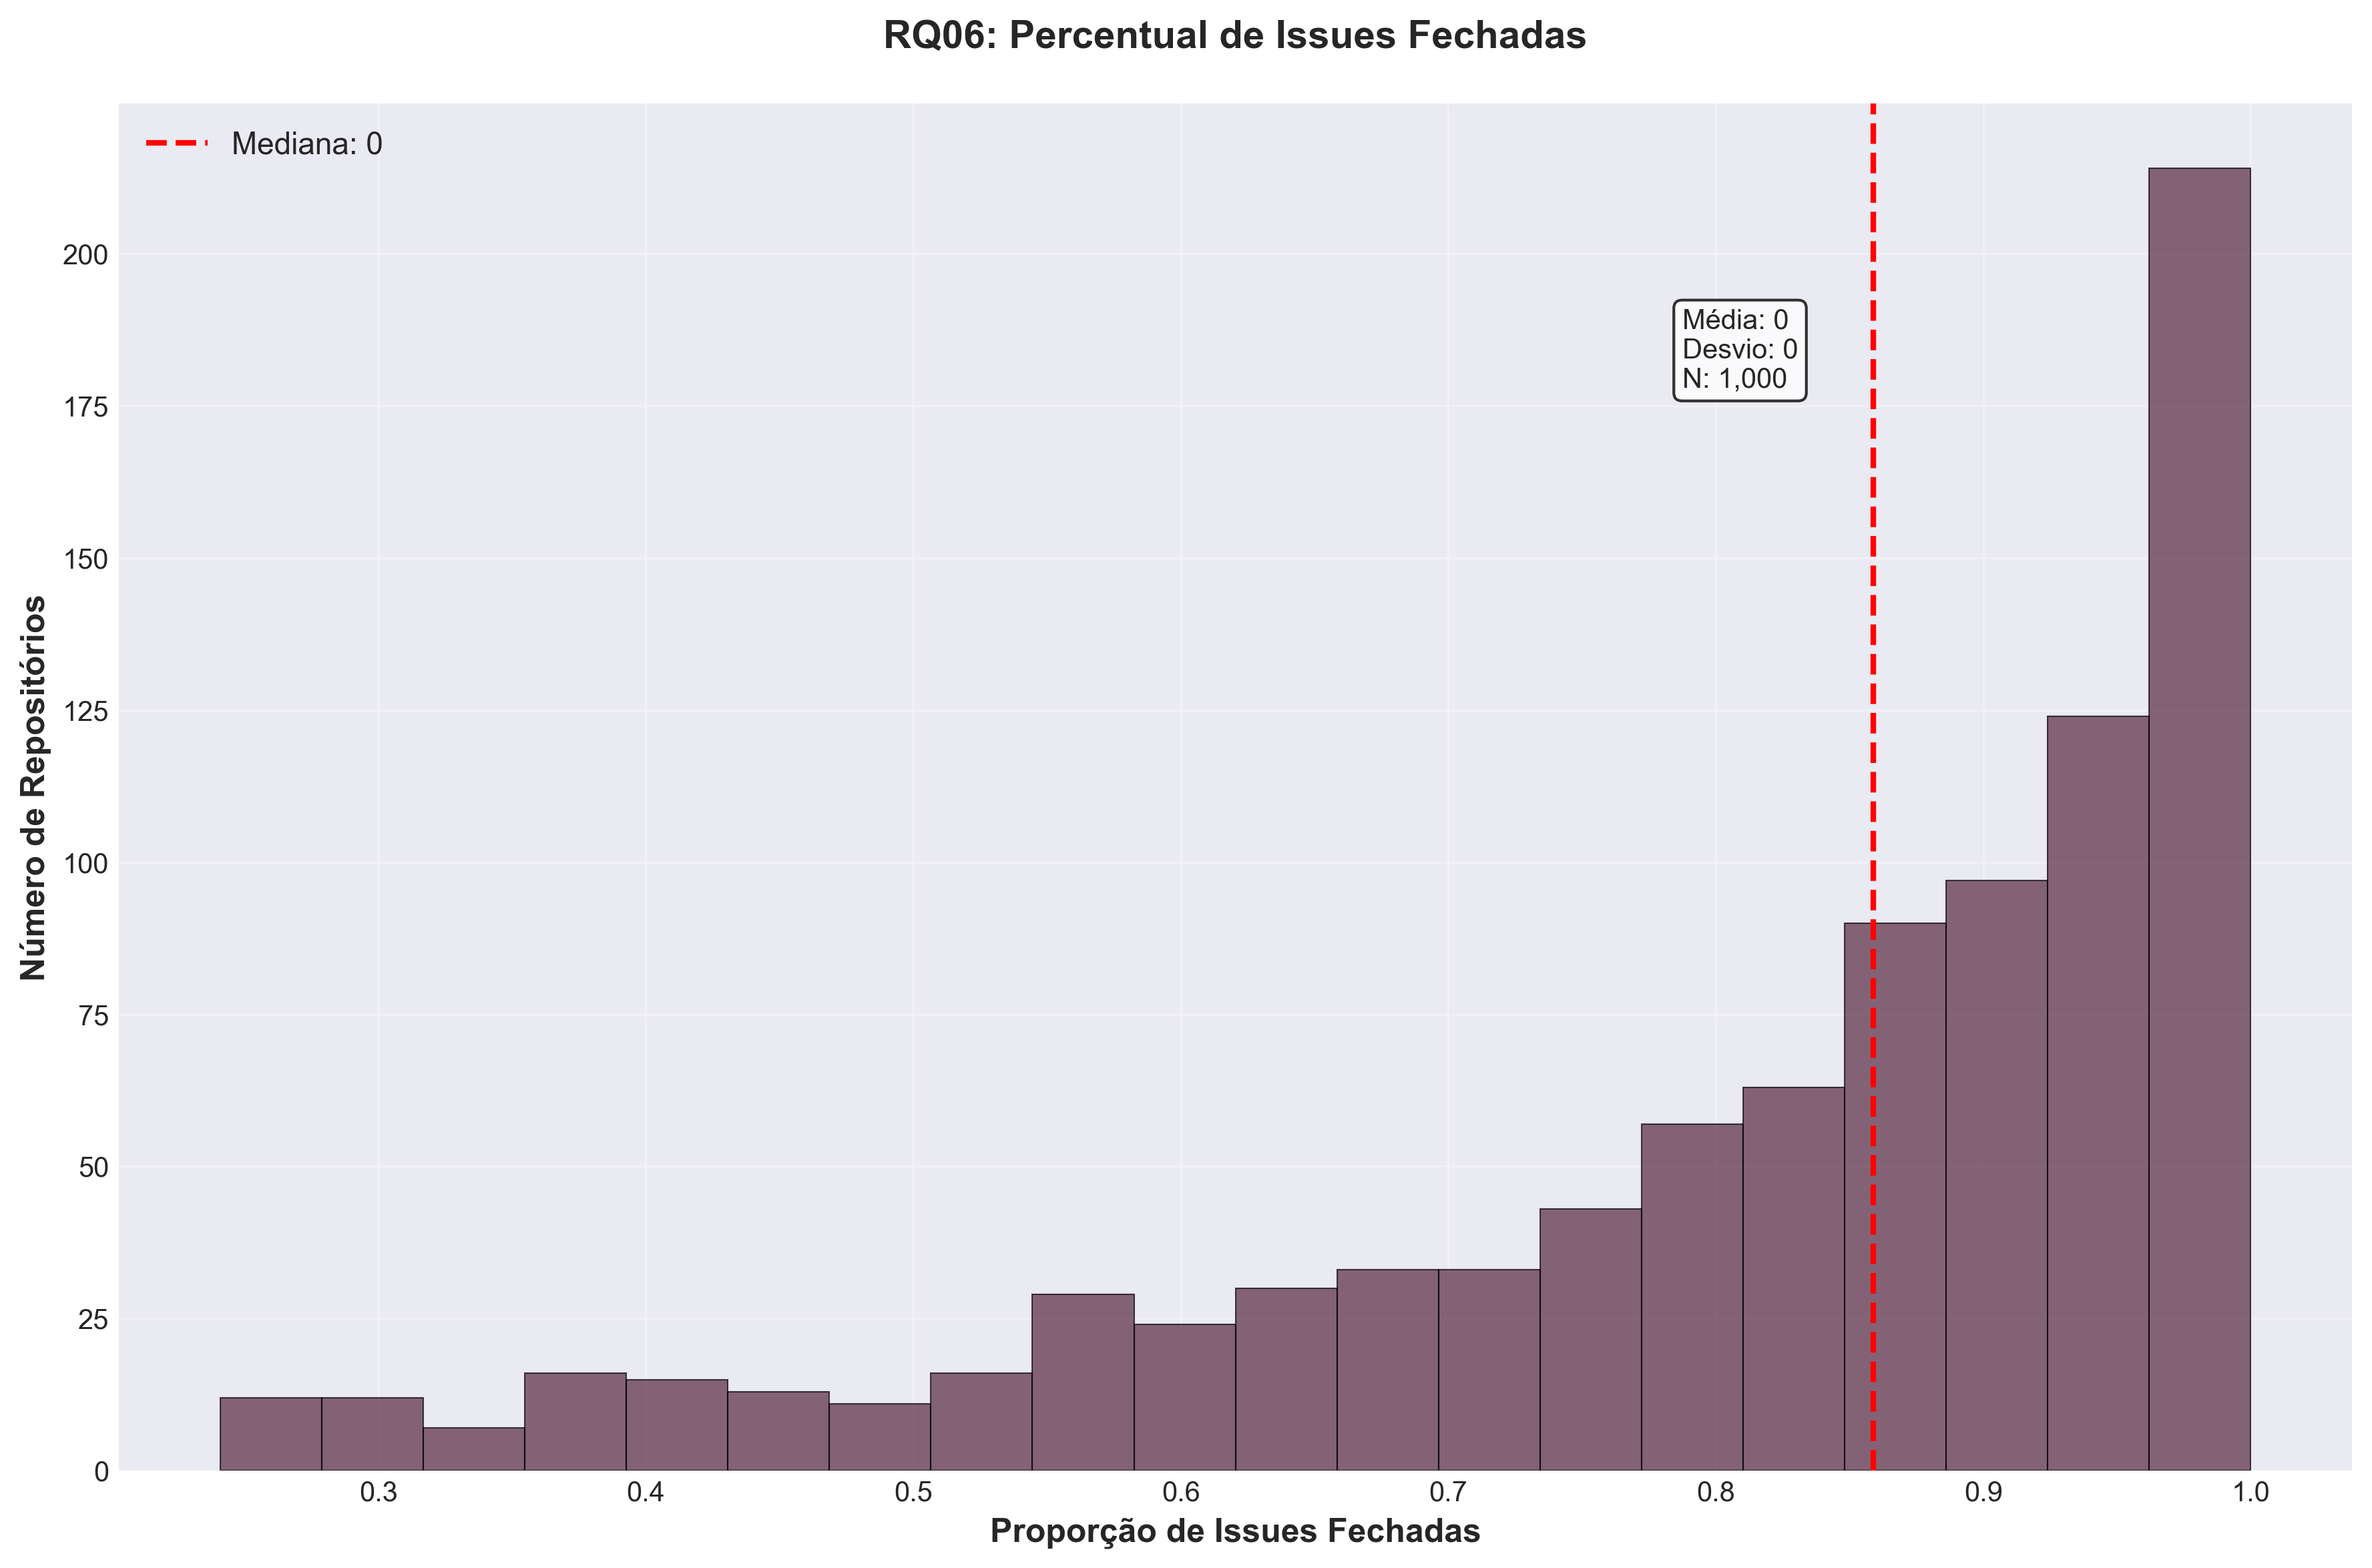 RQ06: Percentual de Issues Fechadas
Mediana: 0
Média: 0
Desvio: 0
N: 1,000
Número de Repositórios
200
175
150
125
100
75
50
25
0
0.3
0.4
0.5
0.6
0.7
0.8
0.9
1.0
Proporção de Issues Fechadas